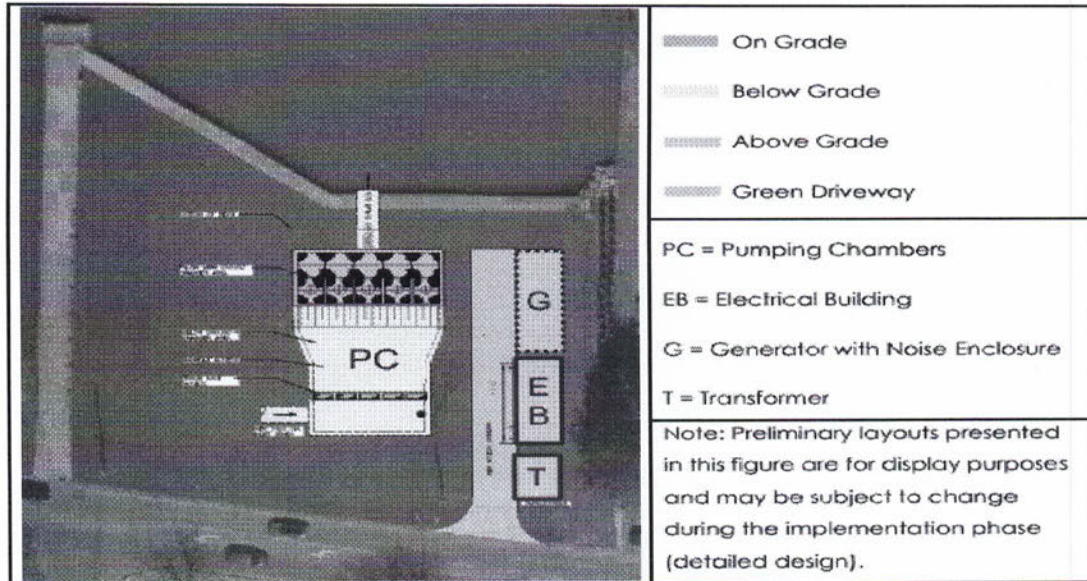 On Grade
Below Grade
Above Grade
Green Driveway
PC = Pumping Chambers
EB = Electrical Building
G = Generator with Noise Enclosure
T = Transformer
Note: Preliminary layouts presented
in this figure are for display purposes
and may be subject to change
during the implementation phase
(detailed design).
G
PC
E
B
T